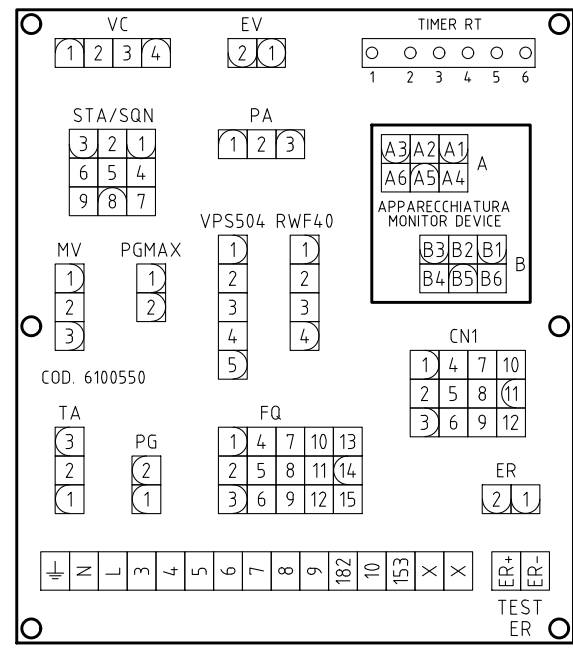 VC EV TIMER RT
1 2 3 4 2 1
1 2 3 4 5 6
STA/SQN PA
3 2 1 1 2 3
6 5 4
9 8 7
A3 A2 A1
A6 A5 A4 A
APPARECCHIATURA
MONITOR DEVICE
B3 B2 B1
B4 B5 B6 B
VPS504 RWF40
1 1
2 2
3 3
4 4
5
MV PGMAX
1 1
2 2
3
CN1
1 4 7 10
2 5 8 11
3 6 9 12
COD. 6100550
TA PG FQ
3
2 2
1 1
1 4 7 10 13
2 5 8 11 14
3 6 9 12 15
ER
2 1
N L 3 4 5 6 7 8 9 182 10 153 X X
ER+ ER-
TEST
ER